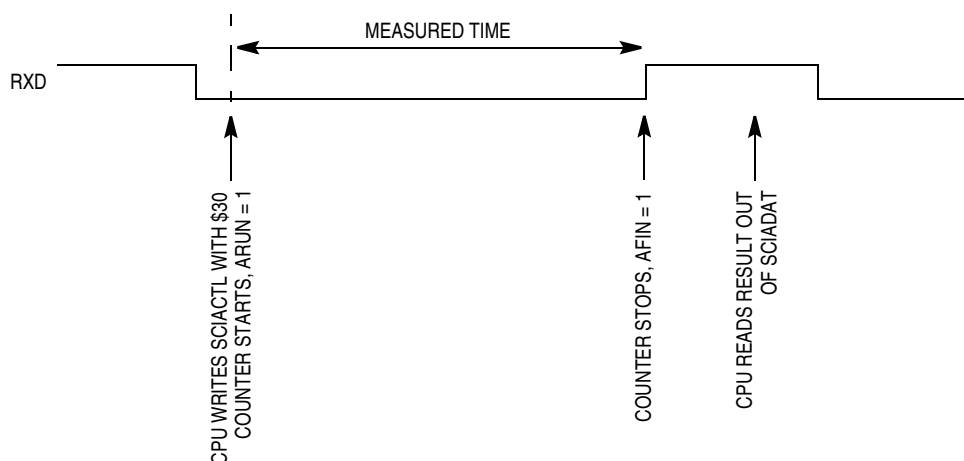 MEASURED TIME
RXD
CPU WRITES SCIACTL WITH $30
COUNTER STARTS, ARUN = 1
COUNTER STOPS, AFIN = 1
CPU READS RESULT OUT
OF SCIADAT